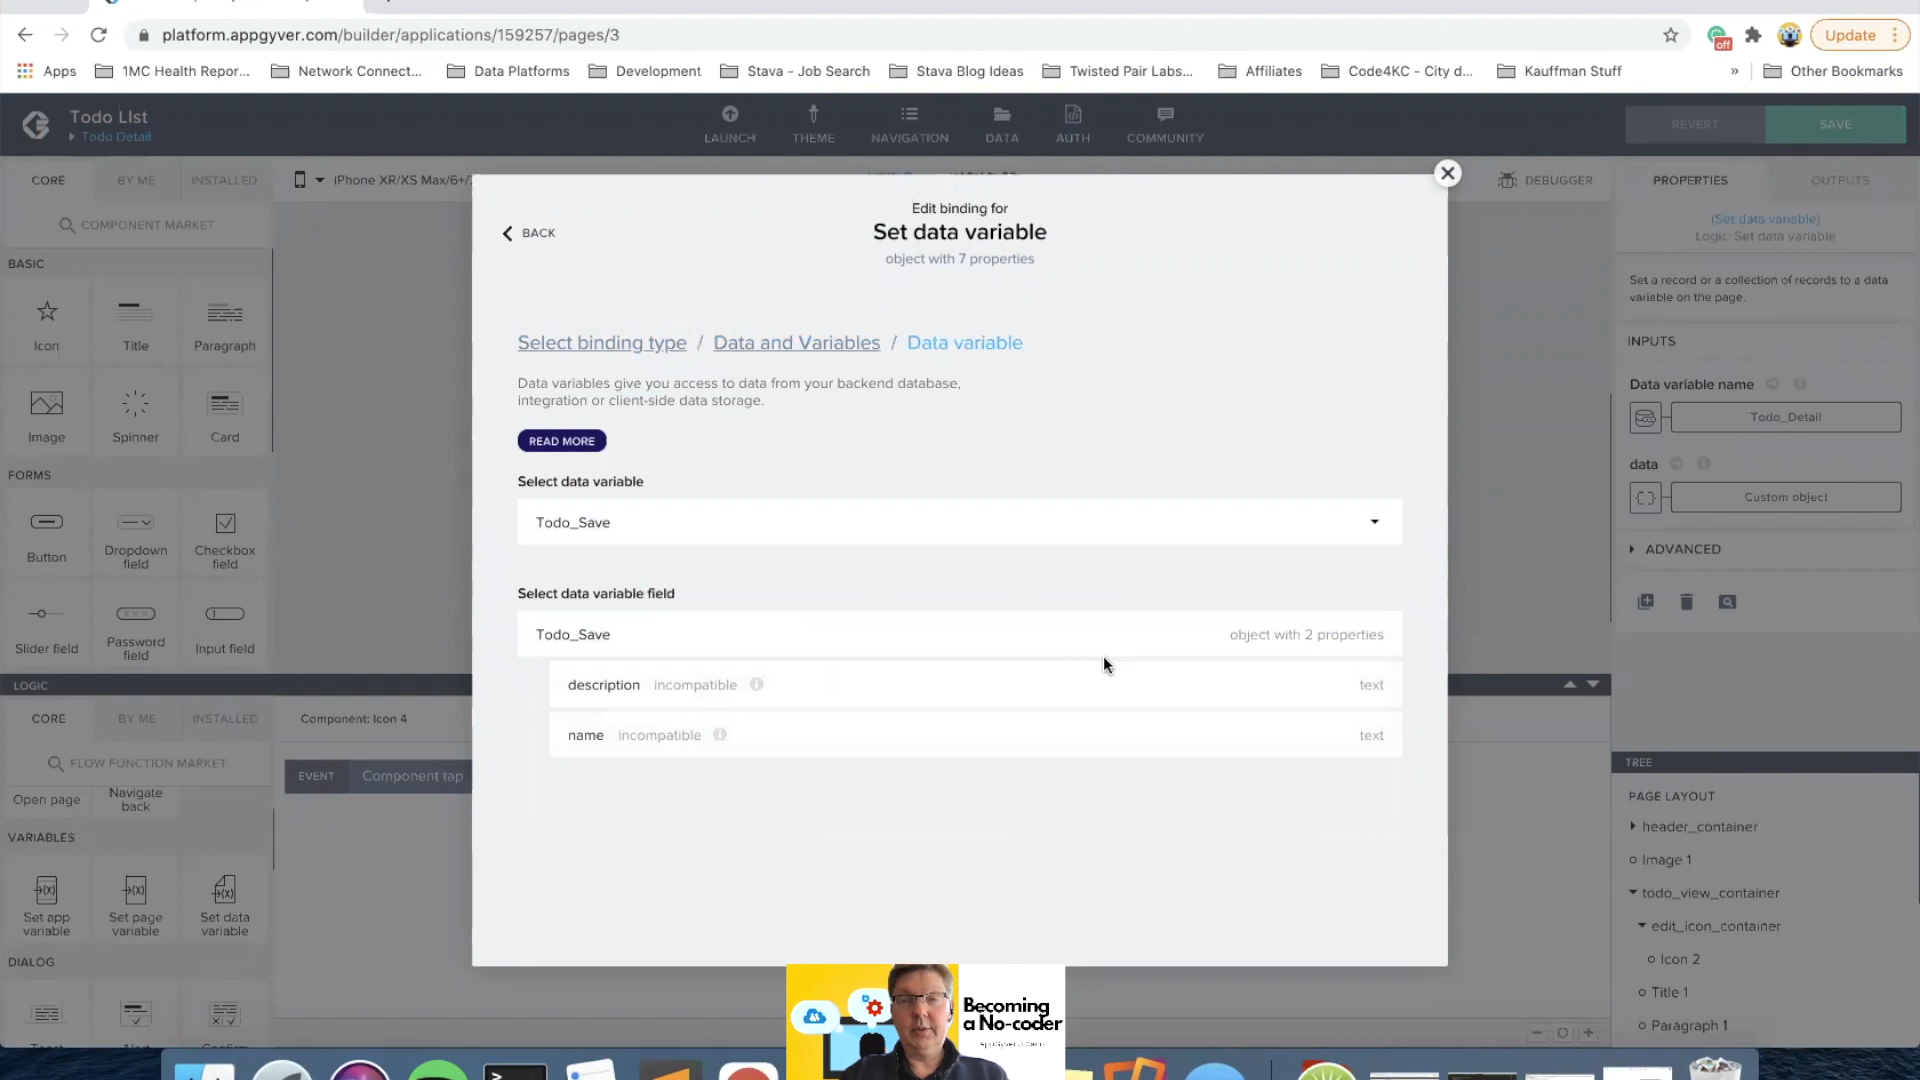 platform.appgyver.com/builder/applications/159257/pages/3
off
Update
Apps
1MC Health Repor...
Network Connect...
Data Platforms
Development
Stava - Job Search
Stava Blog Ideas
Twisted Pair Labs...
Affiliates
Code4KC - City d...
Kauffman Stuff
»
Other Bookmarks
Todo LIst
Todo Detail
LAUNCH
THEME
NAVIGATION
DATA
AUTH
COMMUNITY
REVERT
SAVE
CORE
BY ME
INSTALLED
iPhone XR/XS Max/6+/
DEBUGGER
PROPERTIES
OUTPUTS
COMPONENT MARKET
BASIC
Icon
Title
Paragraph
Image
Spinner
Card
FORMS
Button
Dropdown
field
Checkbox
field
Slider field
Password
field
Input field
BACK
Edit binding for
Set data variable
object with 7 properties
Select binding type / Data and Variables / Data variable
Data variables give you access to data from your backend database,
integration or client-side data storage.
READ MORE
Select data variable
Todo_Save
Select data variable field
Todo_Save
object with 2 properties
description incompatible
text
name incompatible
text
(Set data variable)
Logic: Set data variable
Set a record or a collection of records to a data
variable on the page.
INPUTS
Data variable name
Todo_Detail
data
Custom object
ADVANCED
LOGIC
CORE
BY ME
INSTALLED
Component: Icon 4
FLOW FUNCTION MARKET
EVENT
Component tap
Open page
Navigate
back
VARIABLES
Set app
variable
Set page
variable
Set data
variable
DIALOG
TREE
PAGE LAYOUT
header_container
Image 1
todo_view_container
edit_icon_container
Icon 2
Title 1
Paragraph 1
Becoming
a No-coder